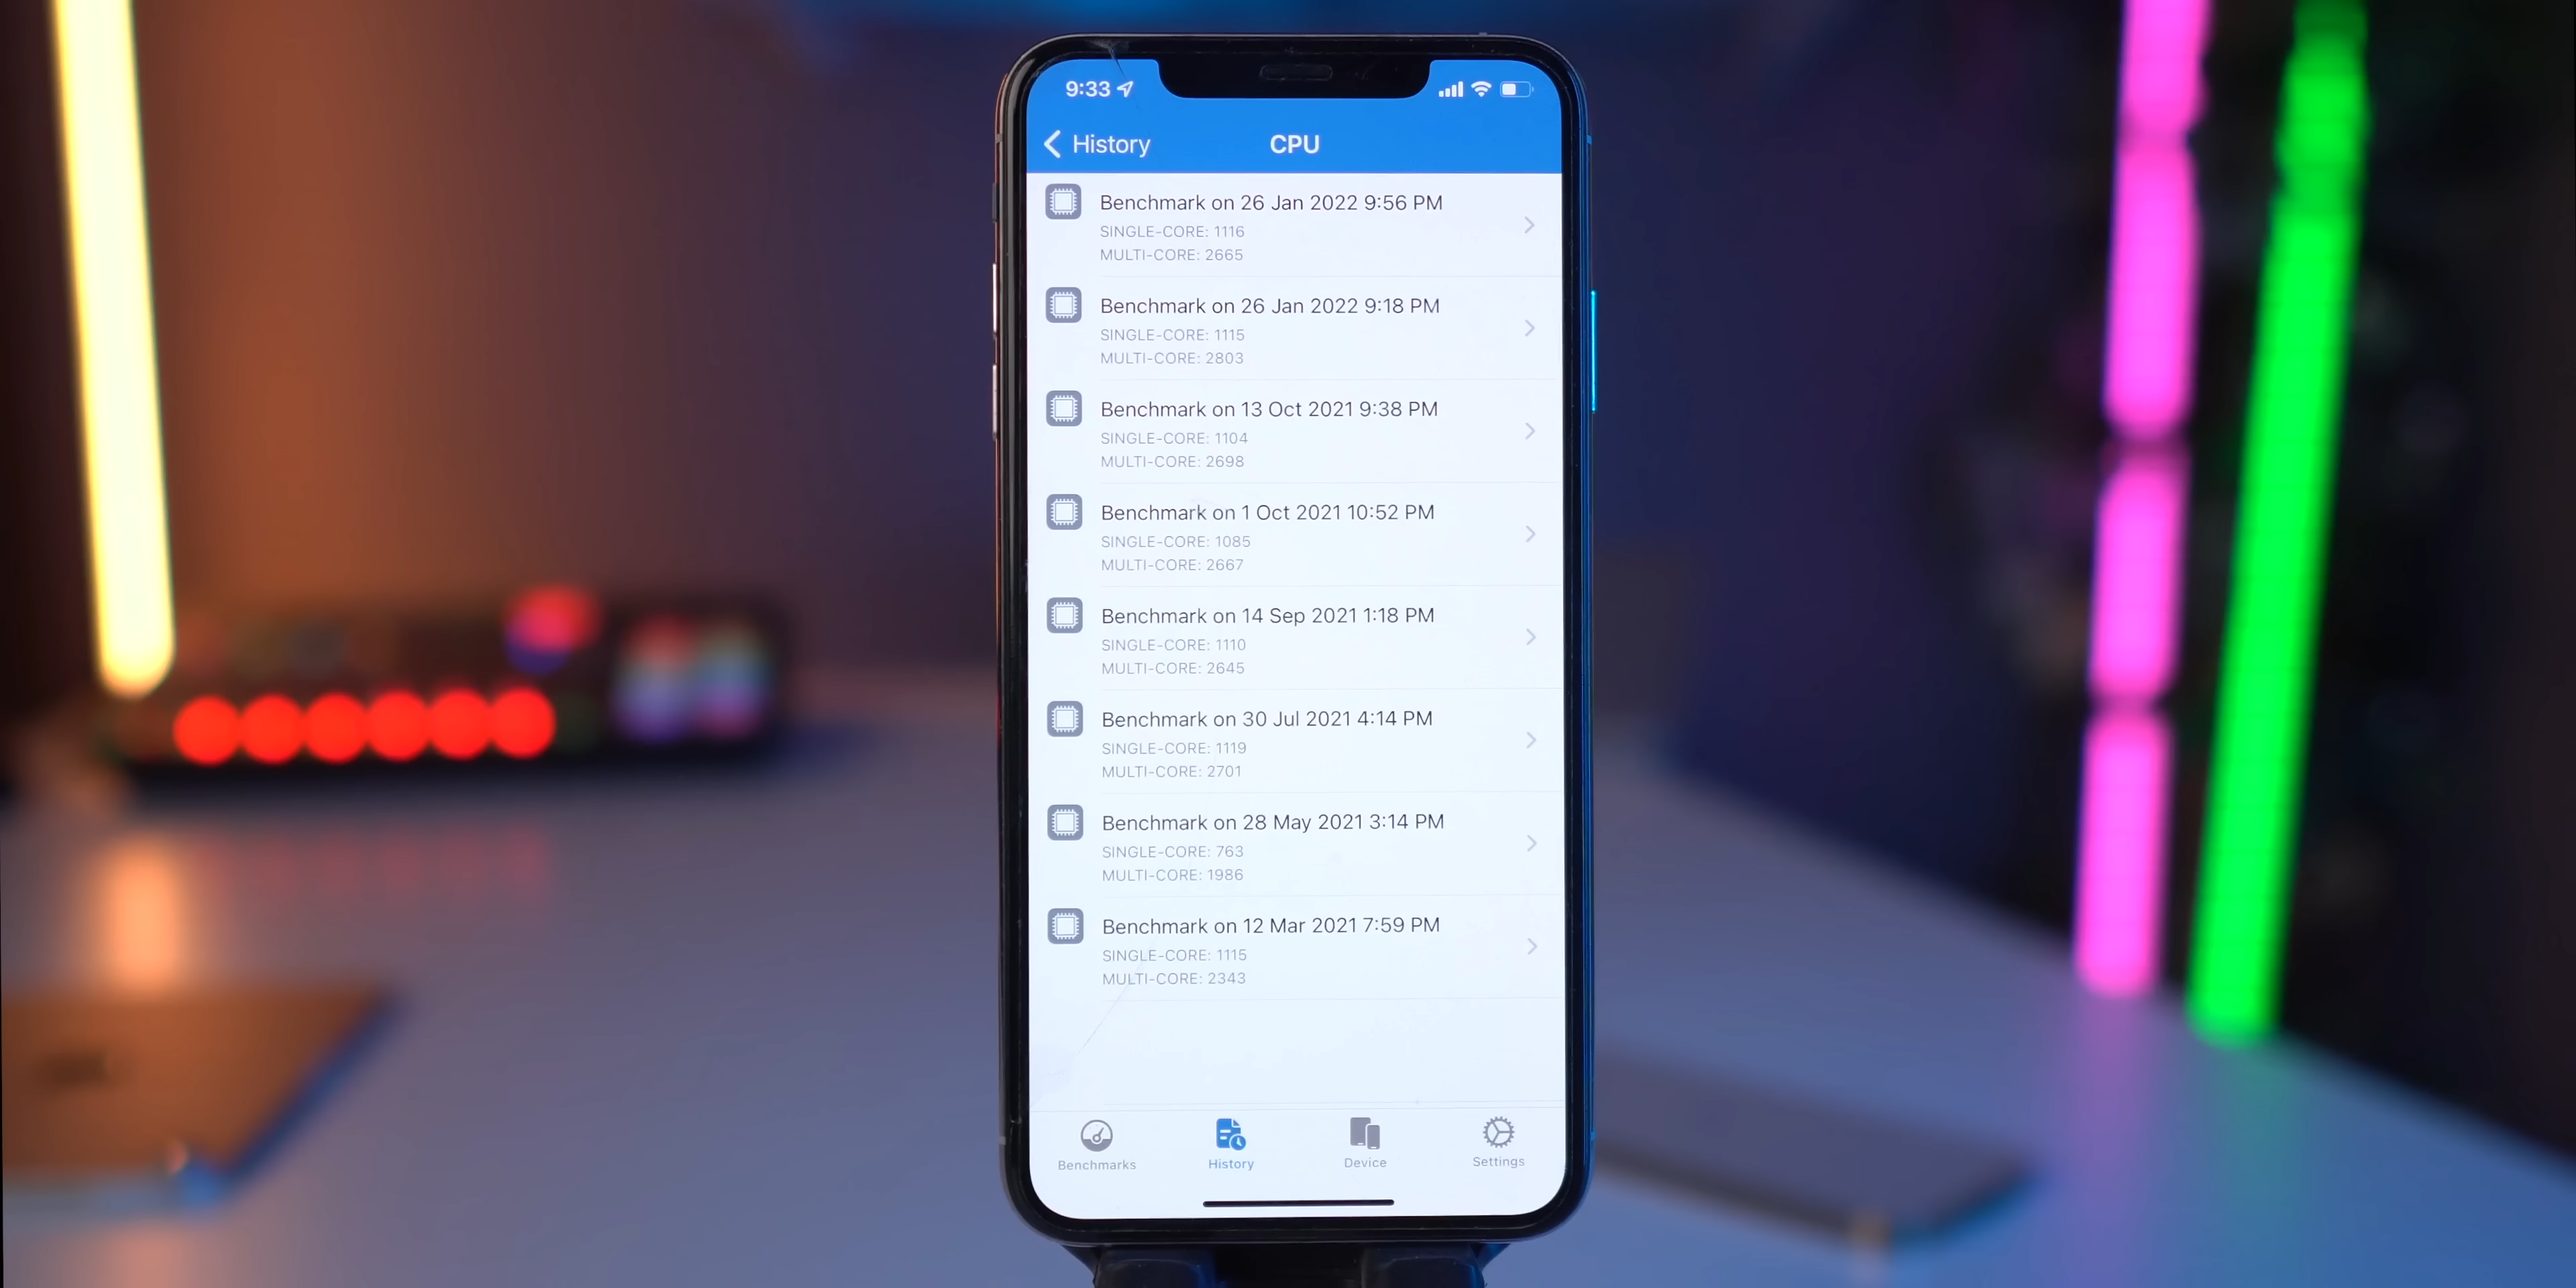 9:33
History
CPU
Benchmark on 26 Jan 2022 9:56 PM
SINGLE-CORE: 1116
MULTI-CORE: 2665
Benchmark on 26 Jan 2022 9:18 PM
SINGLE-CORE: 1115
MULTI-CORE: 2803
Benchmark on 13 Oct 2021 9:38 PM
SINGLE-CORE: 1104
MULTI-CORE: 2698
Benchmark on 1 Oct 2021 10:52 PM
SINGLE-CORE: 1085
MULTI-CORE: 2667
Benchmark on 14 Sep 2021 1:18 PM
SINGLE-CORE: 1110
MULTI-CORE: 2645
Benchmark on 30 Jul 2021 4:14 PM
SINGLE-CORE: 1119
MULTI-CORE: 2701
Benchmark on 28 May 2021 3:14 PM
SINGLE-CORE: 763
MULTI-CORE: 1986
Benchmark on 12 Mar 2021 7:59 PM
SINGLE-CORE: 1115
MULTI-CORE: 2343
Benchmarks
History
Device
Settings